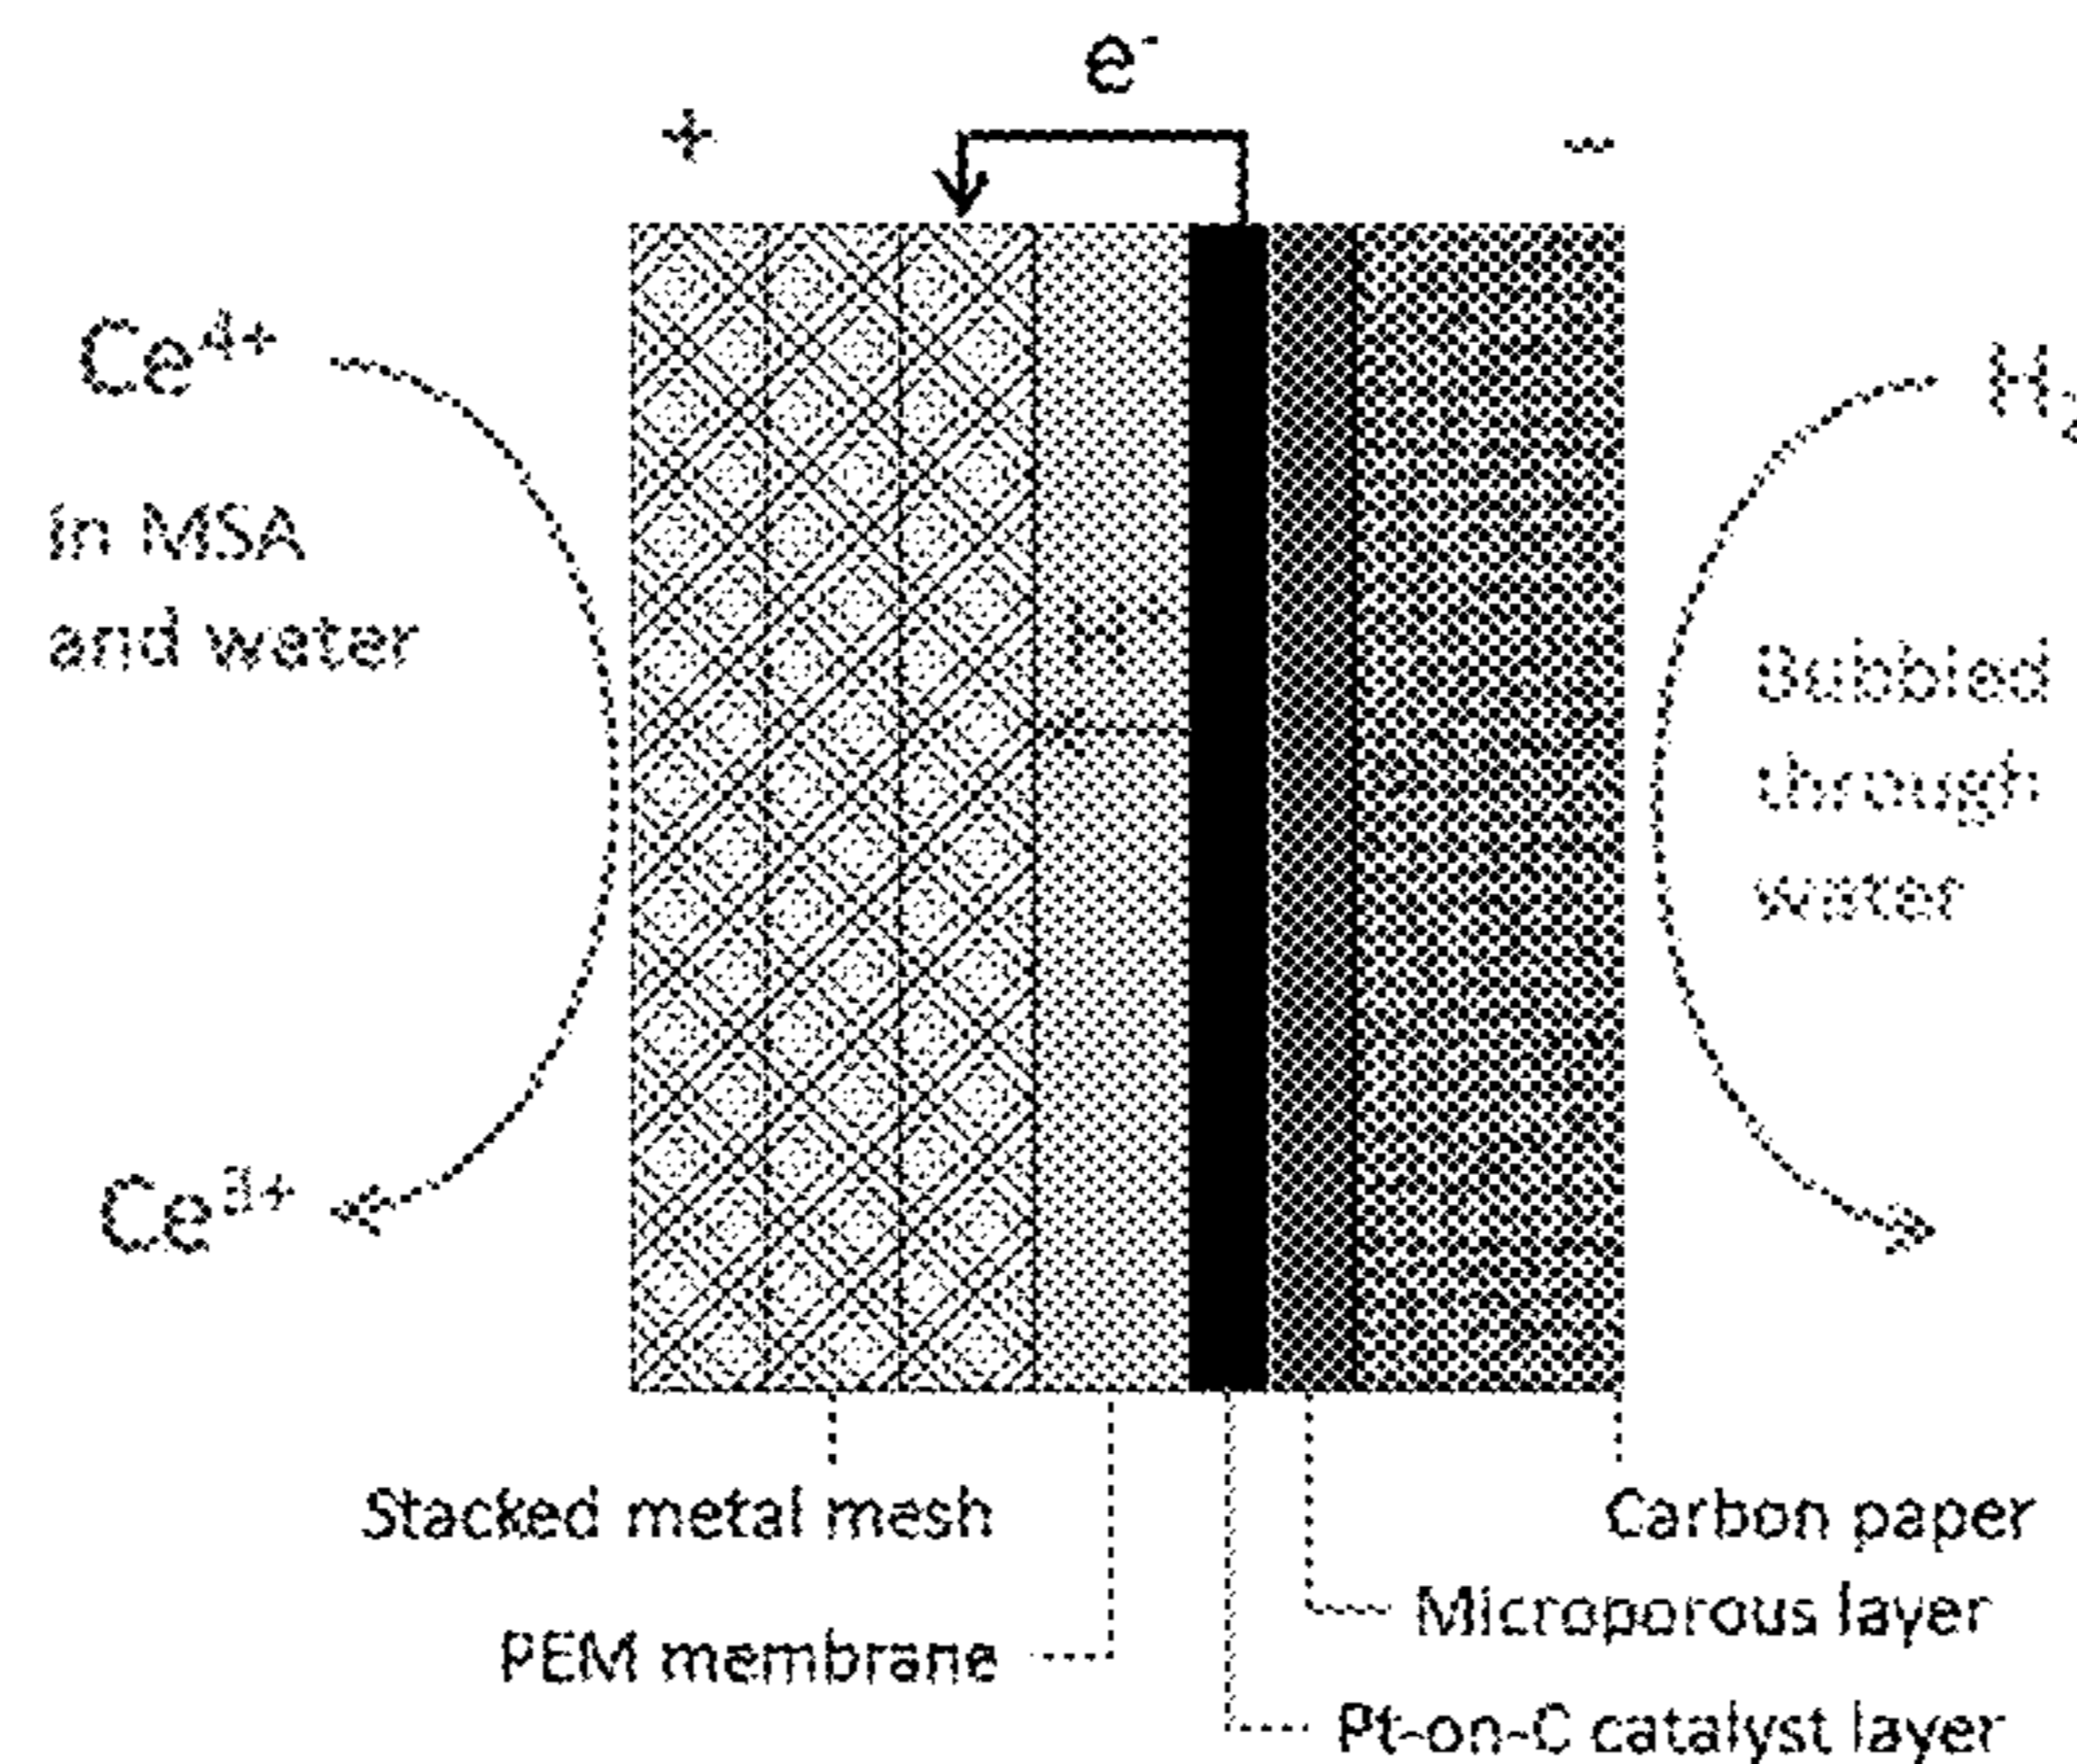 e⁻
+
–
Ce⁴⁺
in MSA
and water
Ce³⁺
H₂
Bubbled
through
water
H⁺
Stacked metal mesh
Carbon paper
Microporous layer
PEM membrane
Pt-on-C catalyst layer